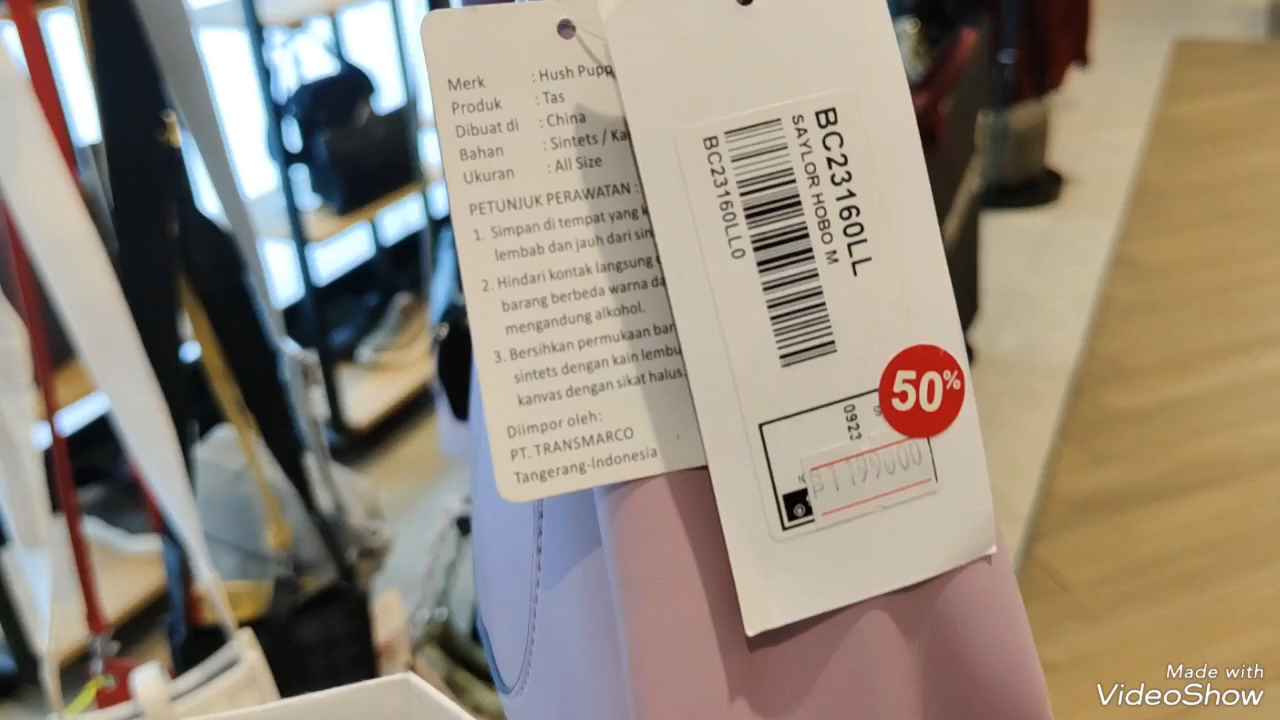 Merk : Hush Pupp
Produk : Tas
Dibuat di : China
Bahan : Sintets / Ka
Ukuran : All Size
PETUNJUK PERAWATAN :
1. Simpan di tempat yang k
lembab dan jauh dari sin
2. Hindari kontak langsung
barang berbeda warna da
mengandung alkohol.
3. Bersihkan permukaan bar
sintets dengan kain lembu
kanvas dengan sikat halus.
Diimpor oleh:
PT. TRANSMARCO
Tangerang-Indonesia
BC23160LL
SAYLOR HOBO M
BC23160LL0
50%
0923
1199000
Made with
VideoShow